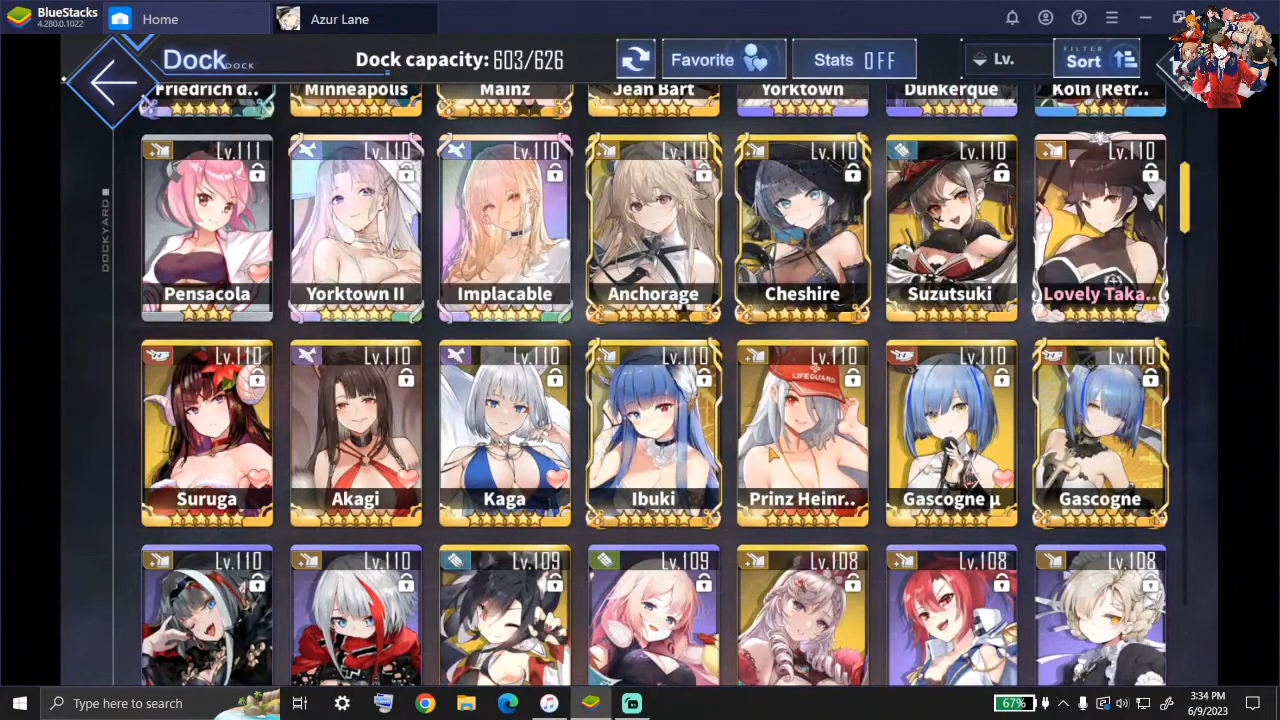 BlueStacks
4.280.0.1022
Home
Azur Lane
Dock DOCK
Dock capacity: 603/626
Favorite
Stats OFF
Lv.
FILTER
Sort
Friedrich d..
Minneapolis
Mainz
Jean Bart
Yorktown
Dunkerque
Köln (Retr..
DOCKYARD
Lv.111
Lv.110
Lv.110
Lv.110
Lv.110
Lv.110
Lv.110
Pensacola
Yorktown II
Implacable
Anchorage
Cheshire
Suzutsuki
Lovely Taka..
Lv.110
Lv.110
Lv.110
Lv.110
Lv.110
Lv.110
Lv.110
LIFEGUARD
Suruga
Akagi
Kaga
Ibuki
Prinz Heinr..
Gascogne μ
Gascogne
Lv.110
Lv.110
Lv.109
Lv.109
Lv.108
Lv.108
Lv.108
Type here to search
67%
3:34 PM
6/9/2023